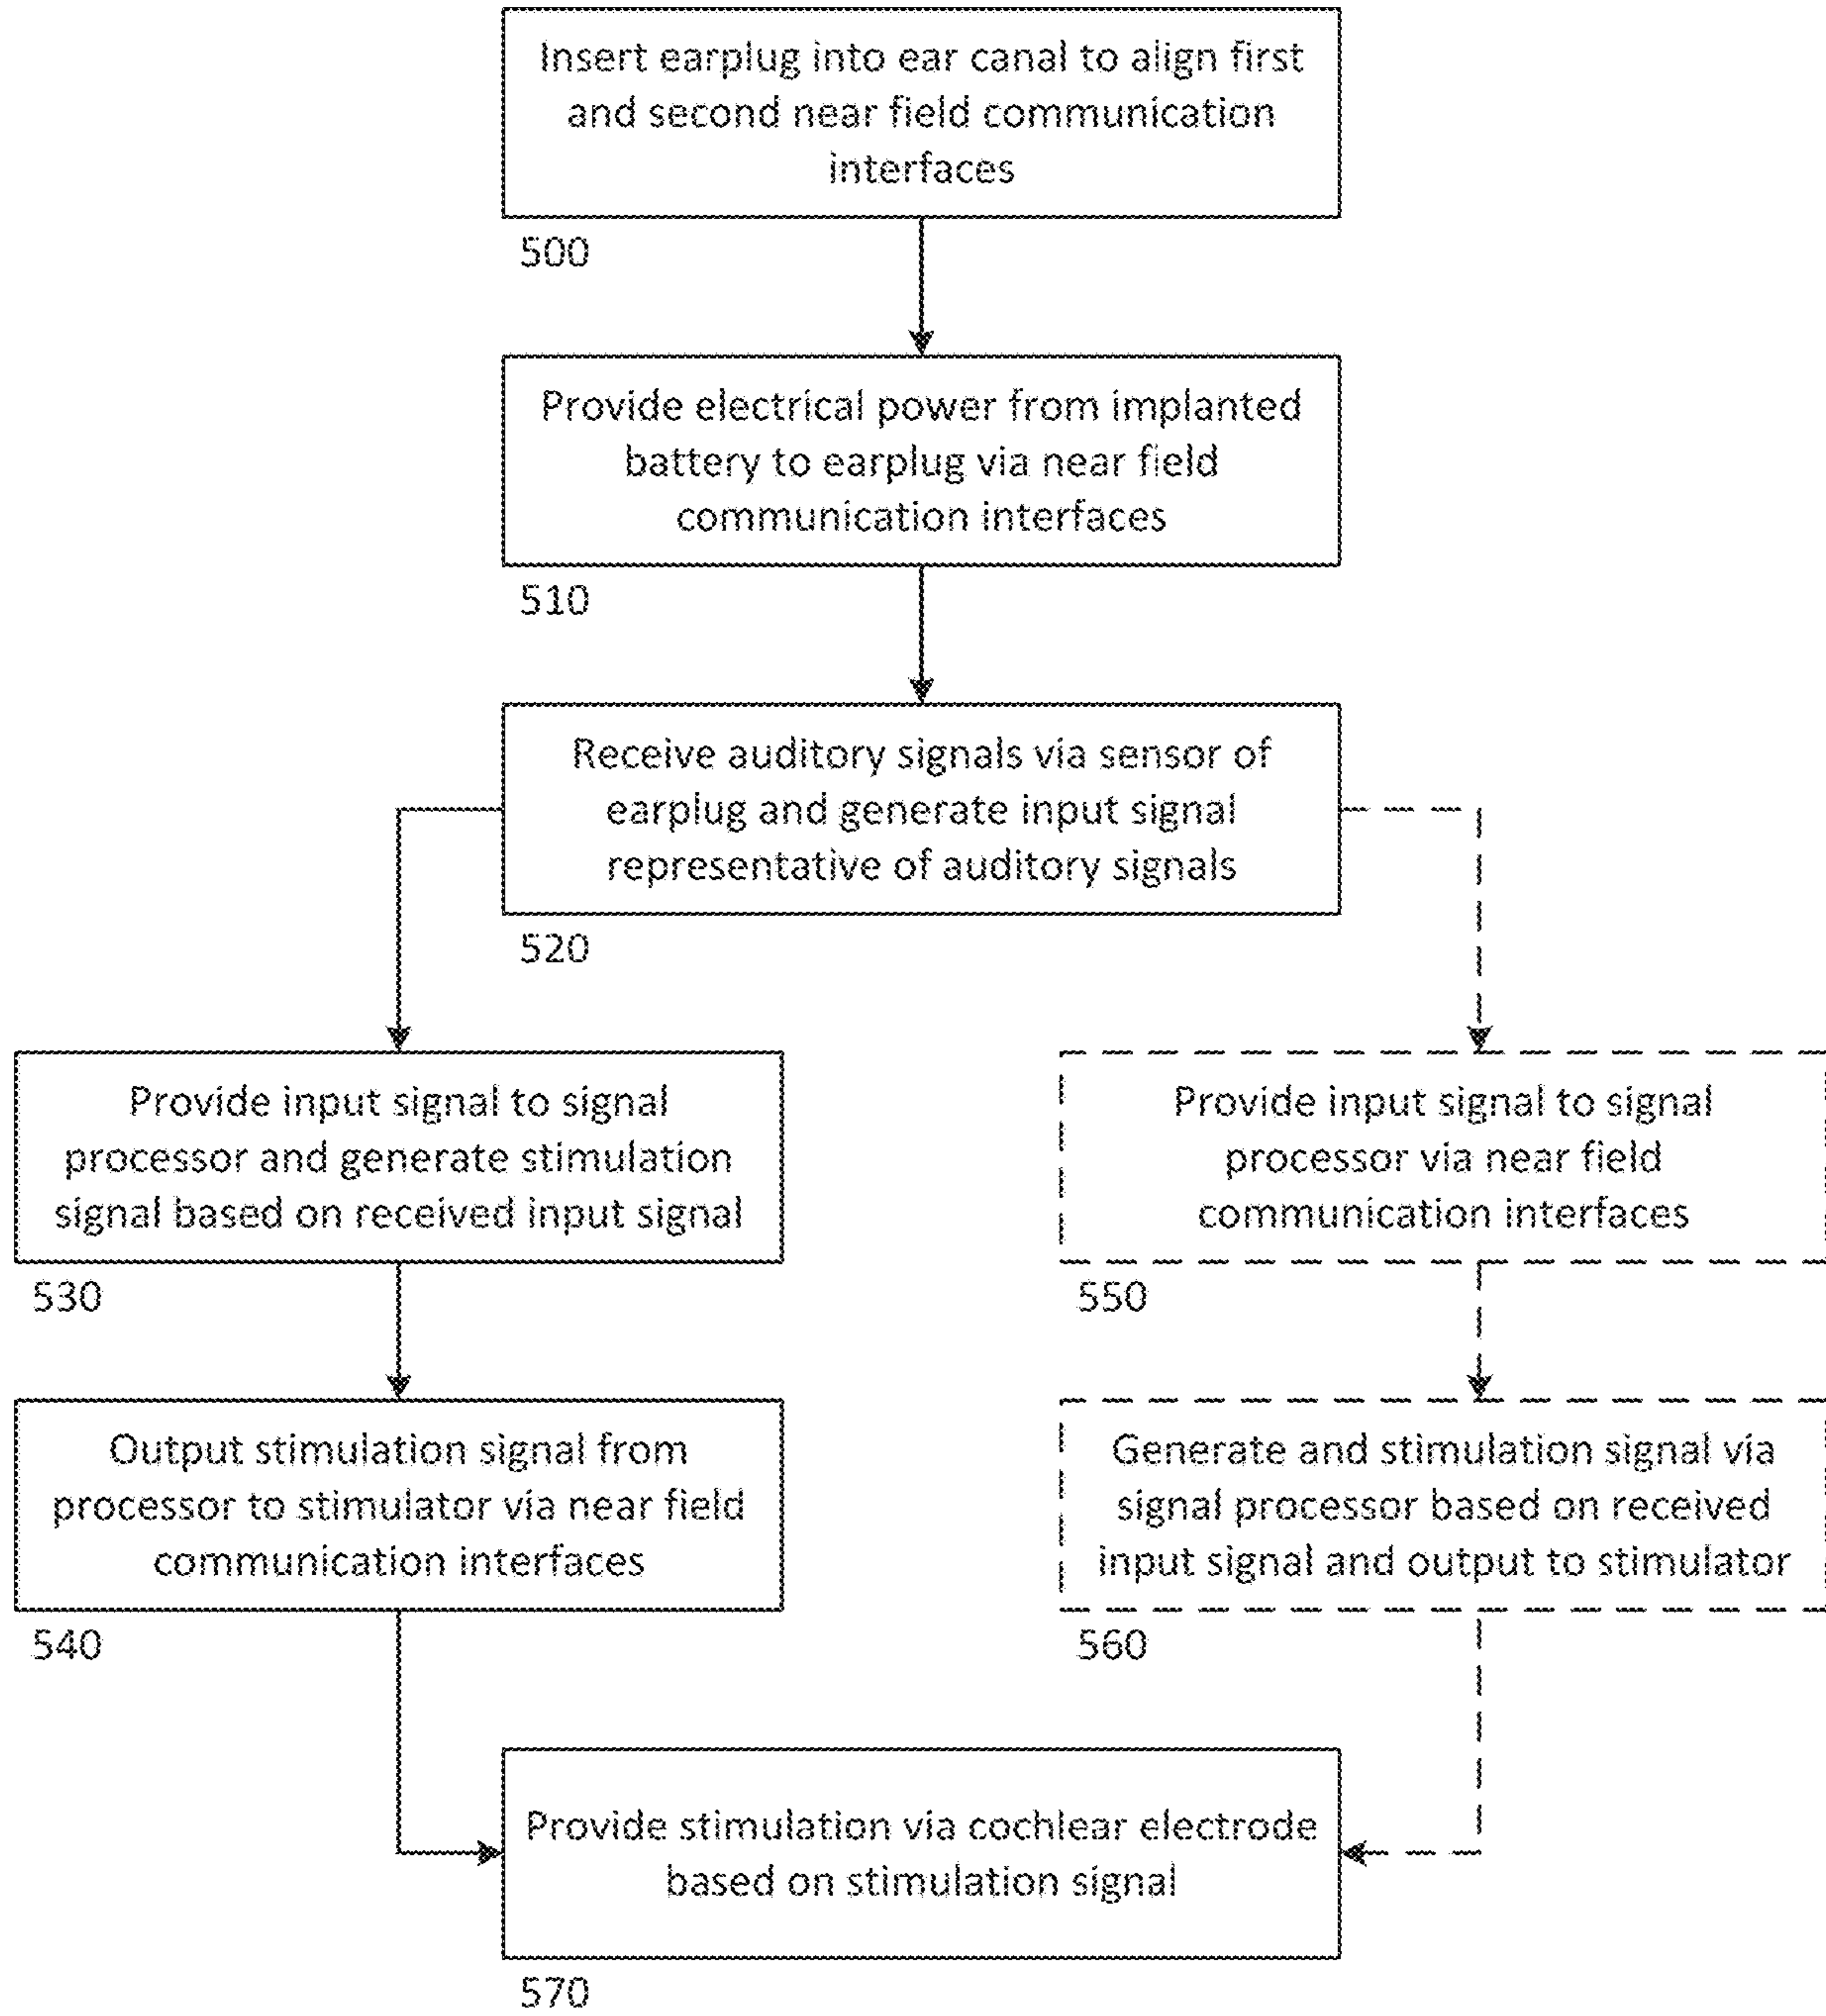 Insert earplug into ear canal to align first
and second near field communication
interfaces
500
Provide electrical power from implanted
battery to earplug via near field
communication interfaces
510
Receive auditory signals via sensor of
earplug and generate input signal
representative of auditory signals
520
Provide input signal to signal
processor and generate stimulation
signal based on received input signal
530
Output stimulation signal from
processor to stimulator via near field
communication interfaces
540
Provide input signal to signal
processor via near field
communication interfaces
550
Generate and stimulation signal via
signal processor based on received
input signal and output to stimulator
560
Provide stimulation via cochlear electrode
based on stimulation signal
570